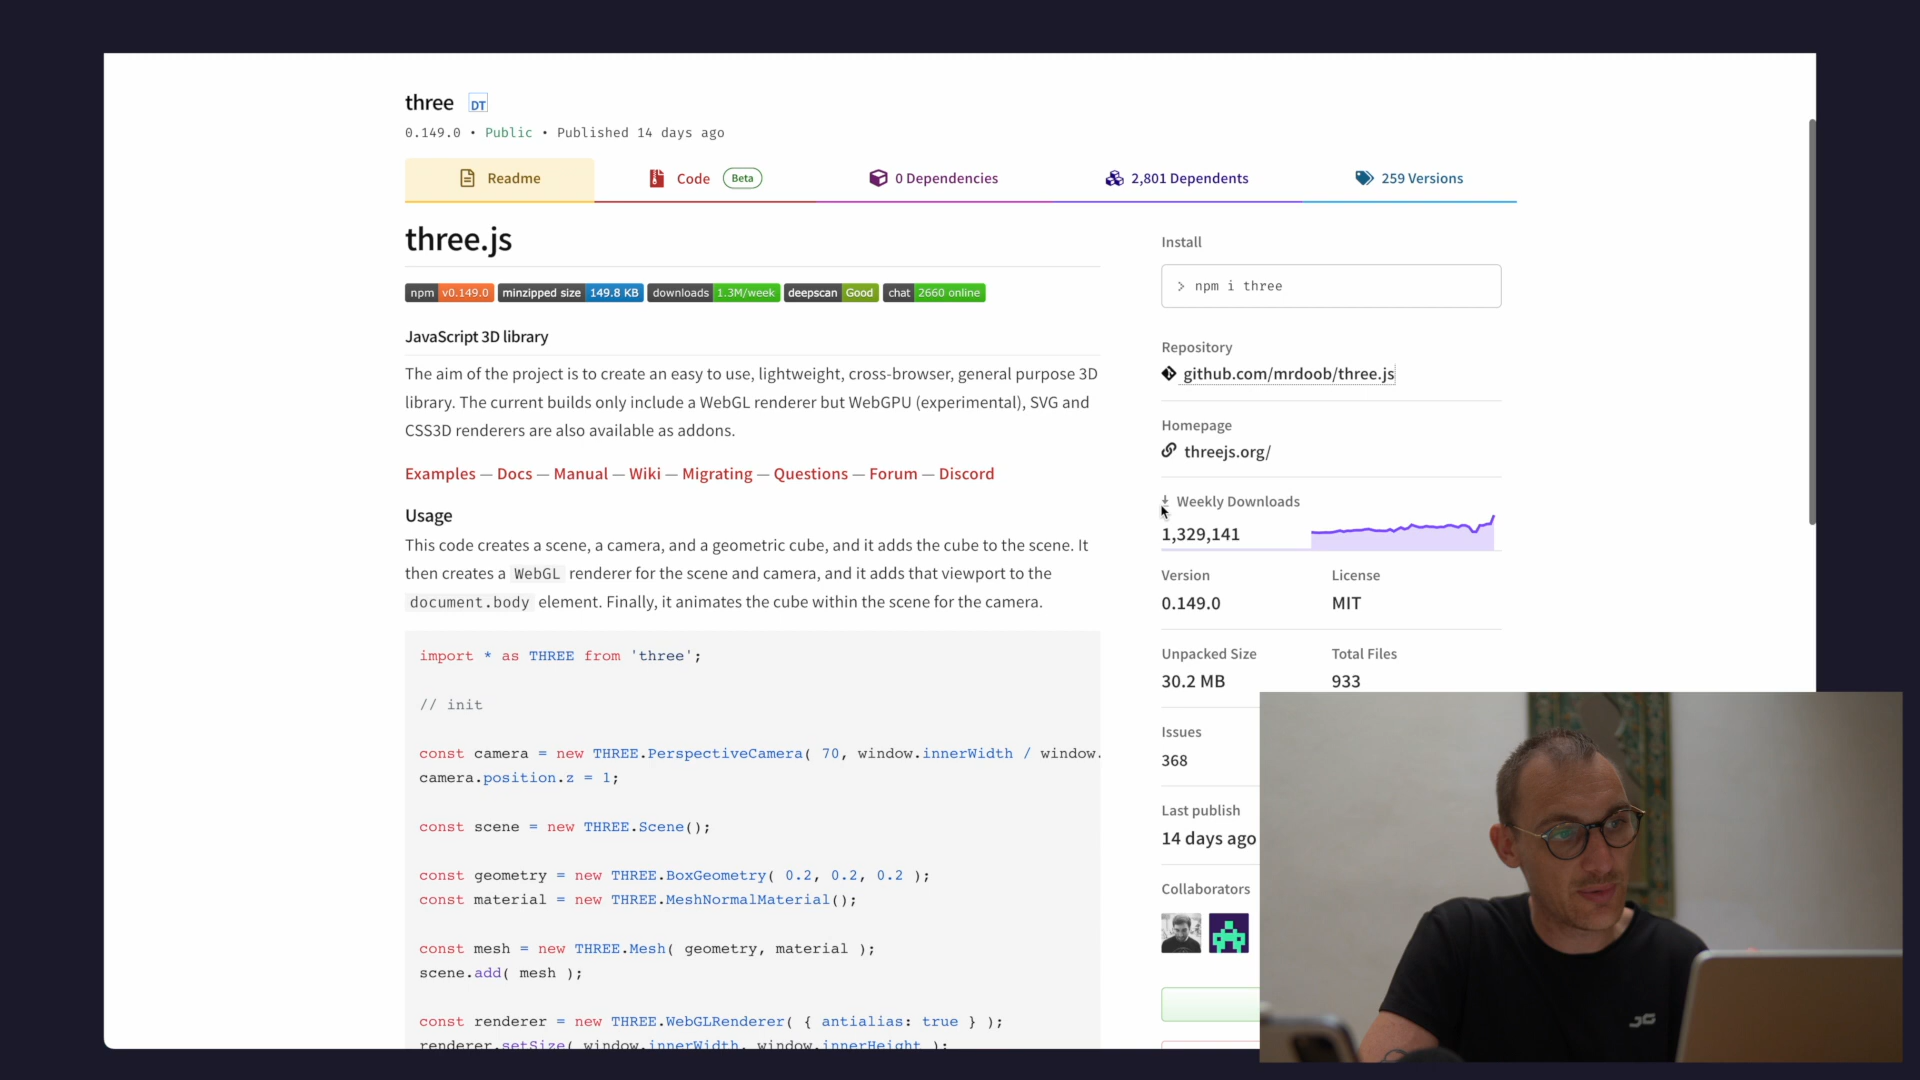 three DT
0.149.0 • Public • Published 14 days ago
Readme
Code Beta
0 Dependencies
2,801 Dependents
259 Versions
three.js
npm v0.149.0 minzipped size 149.8 KB downloads 1.3M/week deepscan Good chat 2660 online
JavaScript 3D library
The aim of the project is to create an easy to use, lightweight, cross-browser, general purpose 3D
library. The current builds only include a WebGL renderer but WebGPU (experimental), SVG and
CSS3D renderers are also available as addons.
Examples — Docs — Manual — Wiki — Migrating — Questions — Forum — Discord
Usage
This code creates a scene, a camera, and a geometric cube, and it adds the cube to the scene. It
then creates a WebGL renderer for the scene and camera, and it adds that viewport to the
document.body element. Finally, it animates the cube within the scene for the camera.
import * as THREE from 'three';
// init
const camera = new THREE.PerspectiveCamera( 70, window.innerWidth / window.
camera.position.z = 1;
const scene = new THREE.Scene();
const geometry = new THREE.BoxGeometry( 0.2, 0.2, 0.2 );
const material = new THREE.MeshNormalMaterial();
const mesh = new THREE.Mesh( geometry, material );
scene.add( mesh );
const renderer = new THREE.WebGLRenderer( { antialias: true } );
renderer.setSize( window.innerWidth, window.innerHeight );
Install
> npm i three
Repository
github.com/mrdoob/three.js
Homepage
threejs.org/
Weekly Downloads
1,329,141
Version
0.149.0
License
MIT
Unpacked Size
30.2 MB
Total Files
933
Issues
368
Last publish
14 days ago
Collaborators